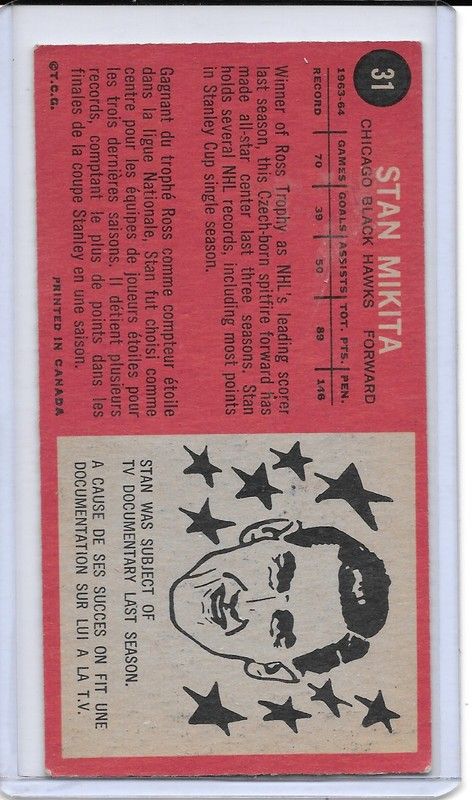 31
STAN MIKITA
CHICAGO BLACK HAWKS FORWARD
1963-64 GAMES GOALS ASSISTS TOT. PTS. PEN.
RECORD 70 39 50 89 146
Winner of Ross Trophy as NHL's leading scorer
last season, this Czech-born spitfire forward has
made all-star center last three seasons. Stan
holds several NHL records including most points
in Stanley Cup single season.
Gagnant du trophé Ross comme compteur étoile
dans la ligue Nationale, Stan fut choisi comme
centre pour les équipes de joueurs étoiles pour
les trois dernières saisons. Il détient plusieurs
records, comptant le plus de points dans les
finales de la coupe Stanley en une saison.
©T.C.G.
PRINTED IN CANADA
STAN WAS SUBJECT OF
TV DOCUMENTARY LAST SEASON.
A CAUSE DE SES SUCCES ON FIT UNE
DOCUMENTATION SUR LUI A LA T.V.